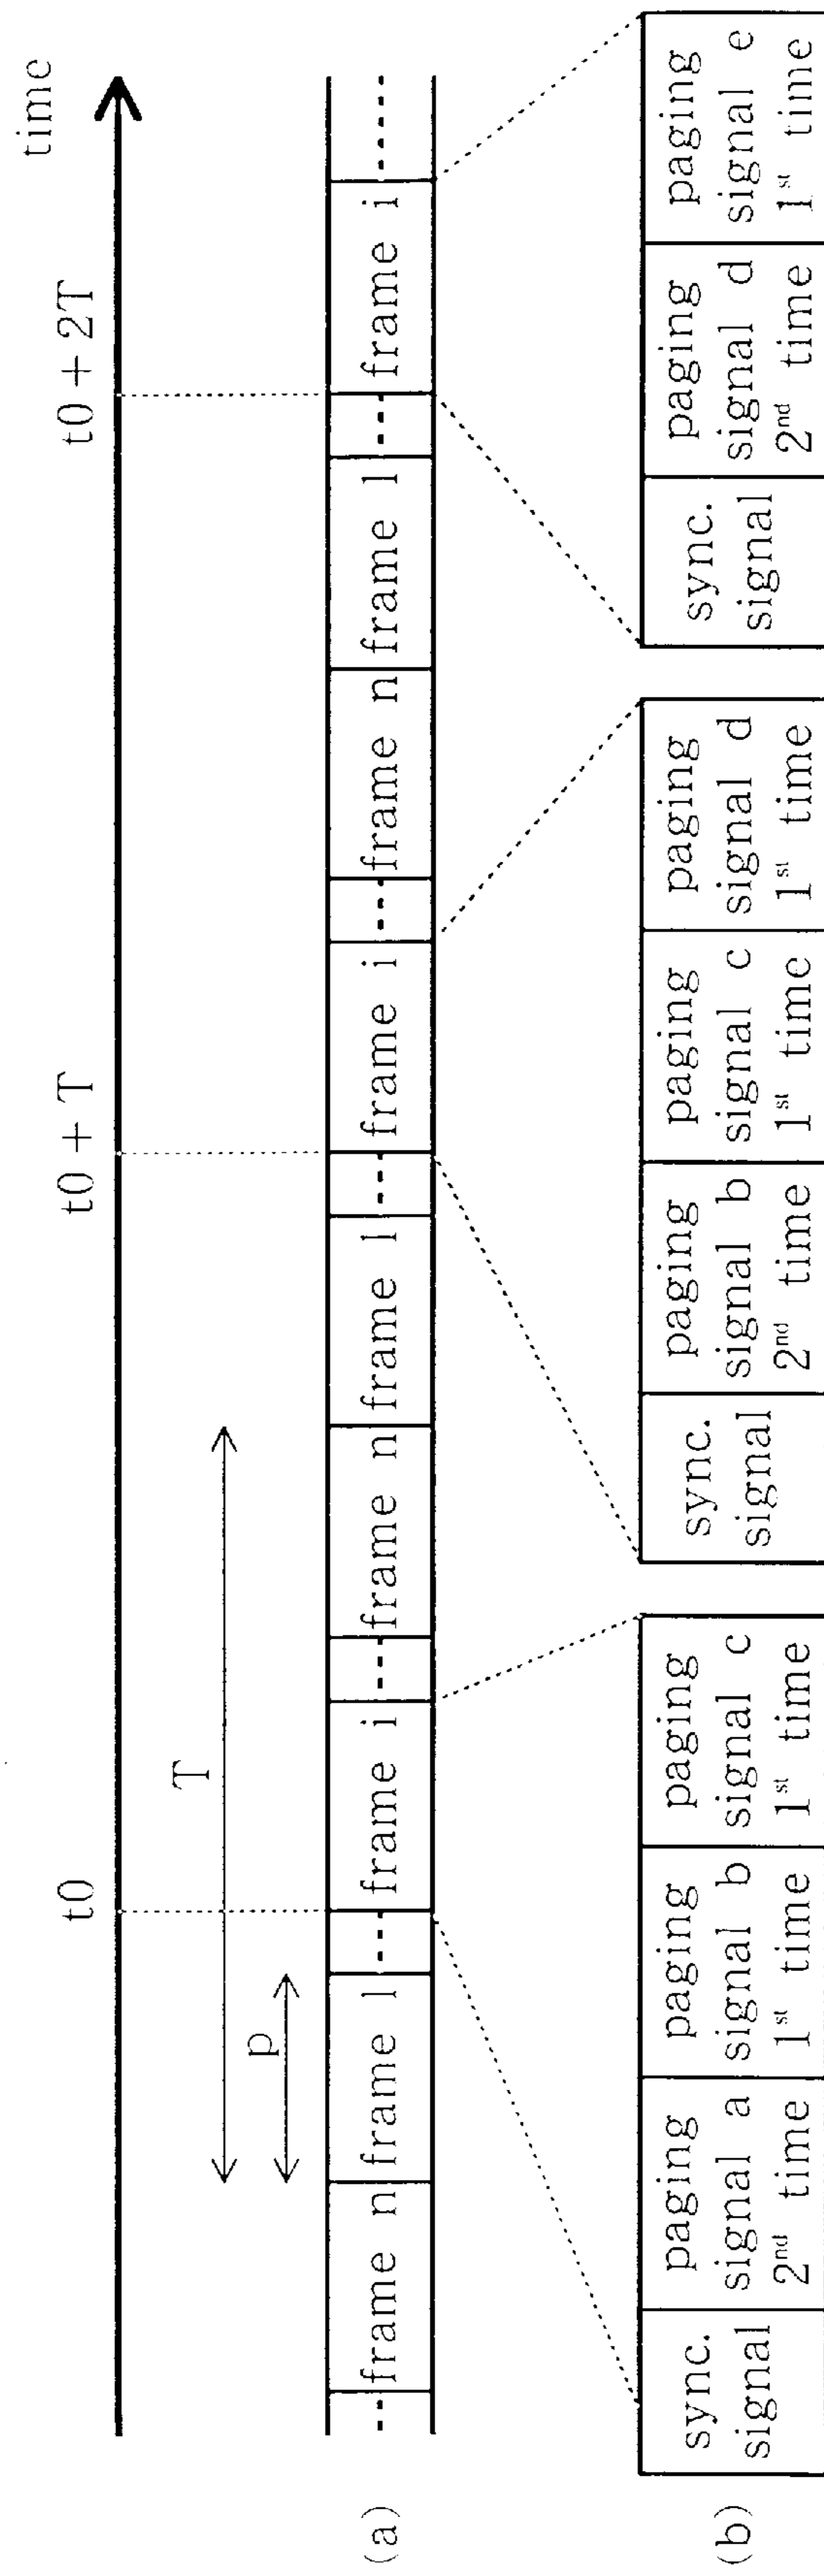 time
t0
t0 + T
t0 + 2T
T
p
(a)
--- frame n frame l --- frame i --- frame n frame l --- frame i --- frame n frame l --- frame i -----
(b)
sync.
signal
paging
signal a
2nd time
paging
signal b
1st time
paging
signal c
1st time
sync.
signal
paging
signal b
2nd time
paging
signal c
1st time
paging
signal d
1st time
sync.
signal
paging
signal d
2nd time
paging
signal e
1st time